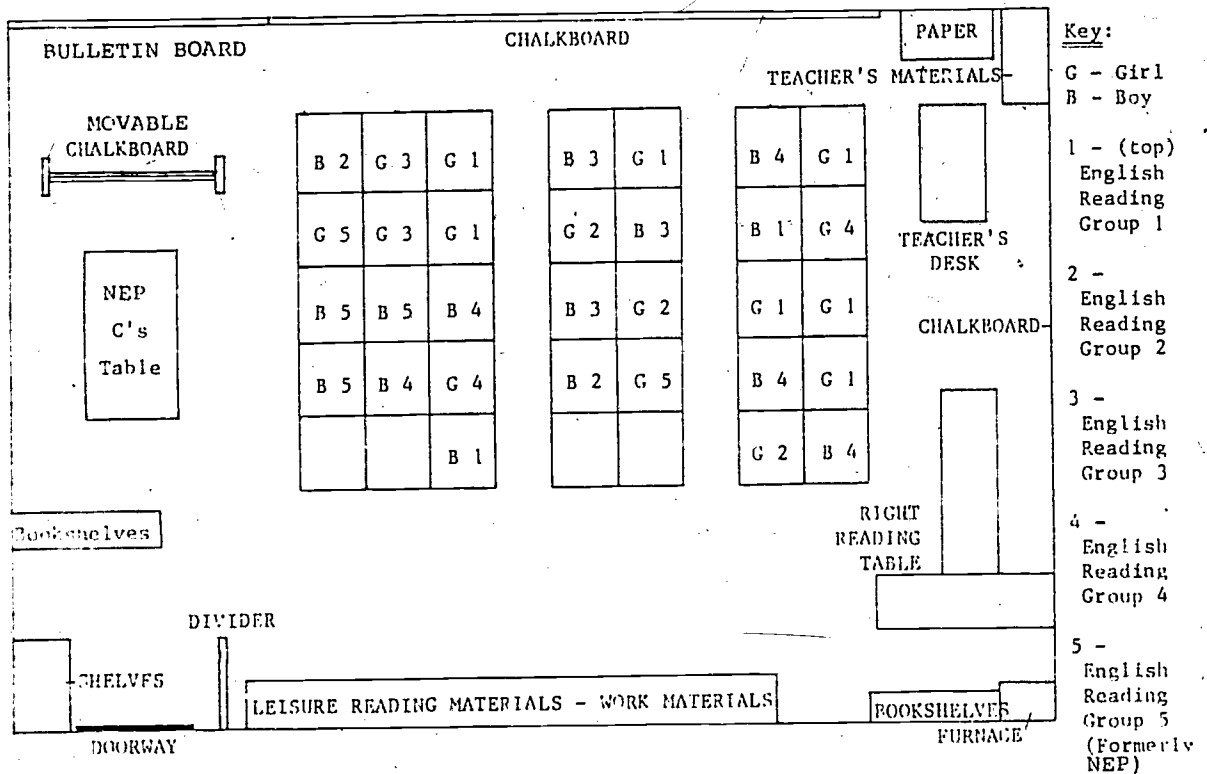 BULLETIN BOARD
CHALKBOARD
PAPER
TEACHER'S MATERIALS
MOVABLE
CHALKBOARD
B 2 G 3 G 1 B 3 G 1 B 4 G 1
G 5 G 3 G 1 G 2 B 3 B 1 G 4
B 5 B 5 B 4 B 3 G 2 G 1 G 1
B 5 B 4 G 4 B 2 G 5 B 4 G 1
B 1 G 2 B 4
TEACHER'S
DESK
NEP
C's
Table
CHALKBOARD
RIGHT
READING
TABLE
Bookshelves
DIVIDER
SHELVES
LEISURE READING MATERIALS - WORK MATERIALS
BOOKSHELVES
FURNACE
DOORWAY
Key:
G - Girl
B - Boy
1 - (top)
English
Reading
Group 1
2 -
English
Reading
Group 2
3 -
English
Reading
Group 3
4 -
English
Reading
Group 4
5 -
English
Reading
Group 5
(Formerly
NEP)